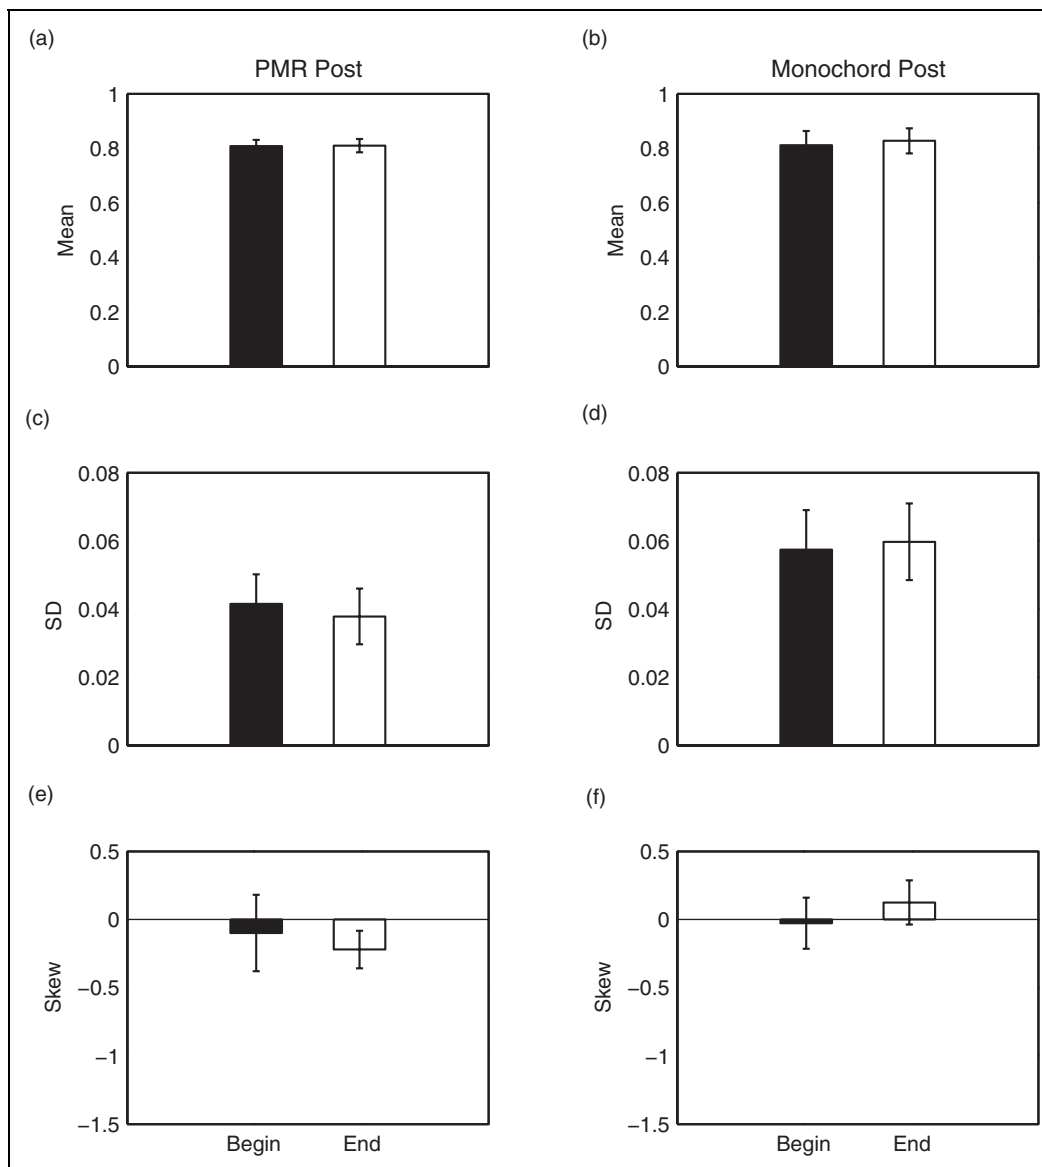 (a)
PMR Post
1
0.8
0.6
0.4
0.2
0
Mean
(b)
Monochord Post
1
0.8
0.6
0.4
0.2
0
Mean
(c)
0.08
0.06
0.04
0.02
0
SD
(d)
0.08
0.06
0.04
0.02
0
SD
(e)
0.5
0
−0.5
−1
−1.5
Skew
Begin
End
(f)
0.5
0
−0.5
−1
−1.5
Skew
Begin
End